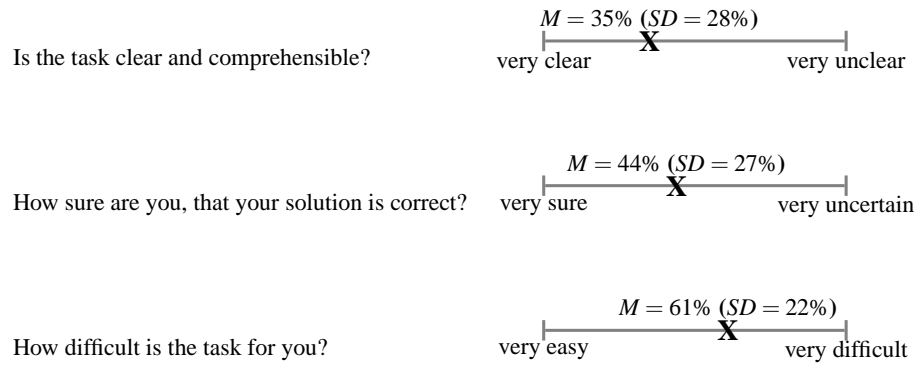 M = 35% (SD = 28%)
X
Is the task clear and comprehensible?
very clear
very unclear
M = 44% (SD = 27%)
X
How sure are you, that your solution is correct?
very sure
very uncertain
M = 61% (SD = 22%)
X
How difficult is the task for you?
very easy
very difficult